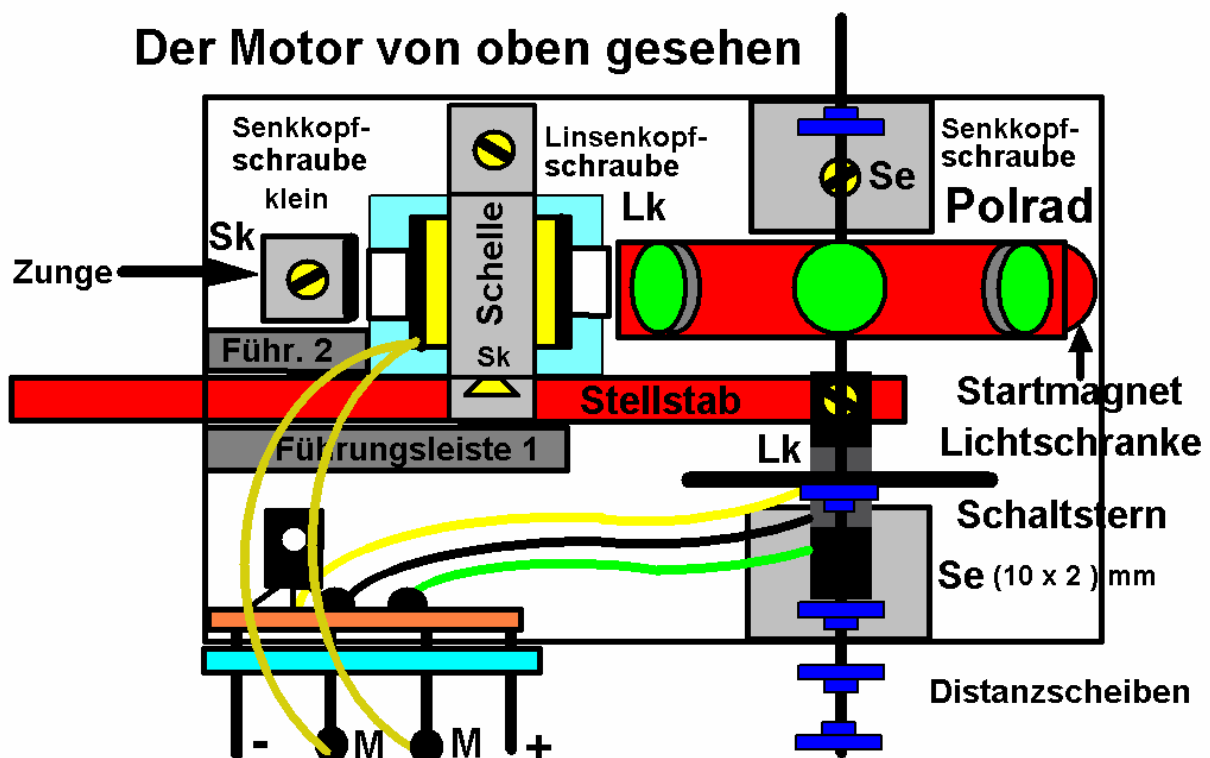 Der Motor von oben gesehen
Senkkopf-
schraube
klein
Linsenkopf-
schraube
Senkkopf-
schraube
Se
Lk
Polrad
Sk
Zunge
Schelle
Führ. 2
Sk
Stellstab
Startmagnet
Führungsleiste 1
Lk
Lichtschranke
Schaltstern
Se (10 x 2 ) mm
Distanzscheiben
- M M +